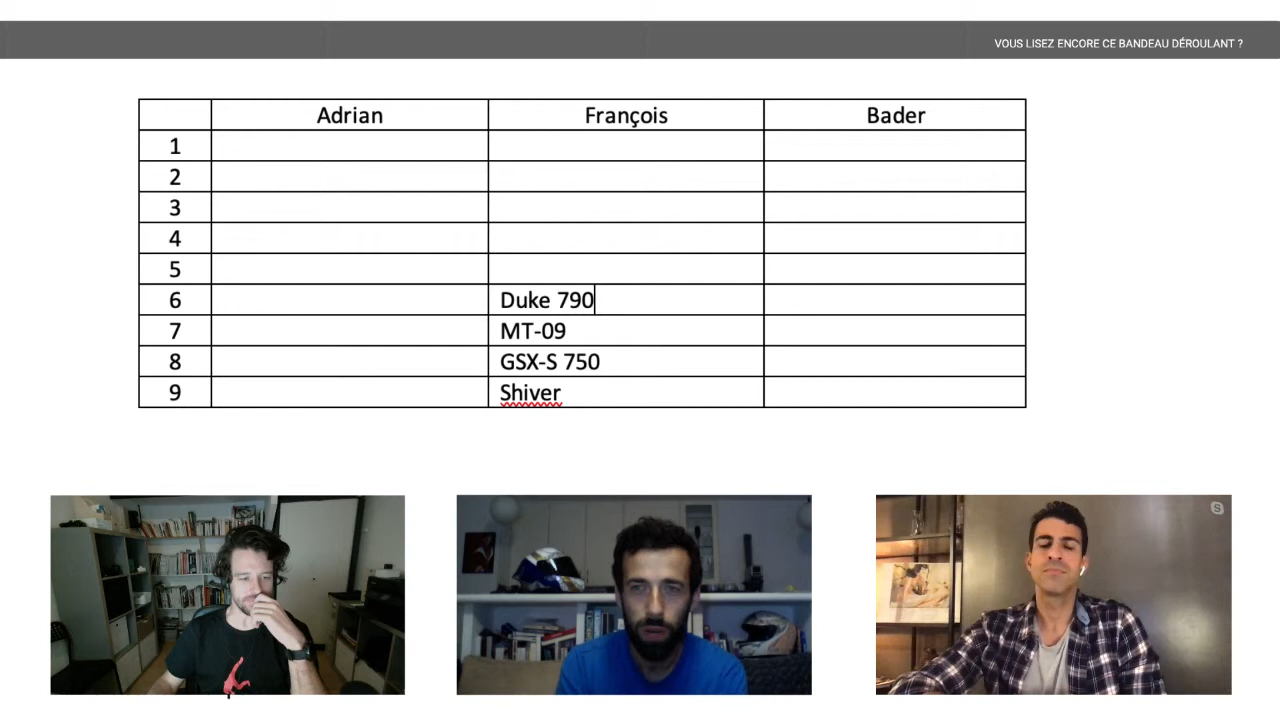 VOUS LISEZ ENCORE CE BANDEAU DÉROULANT ?
Adrian François Bader
1
2
3
4
5
6 Duke 790
7 MT-09
8 GSX-S 750
9 Shiver
S